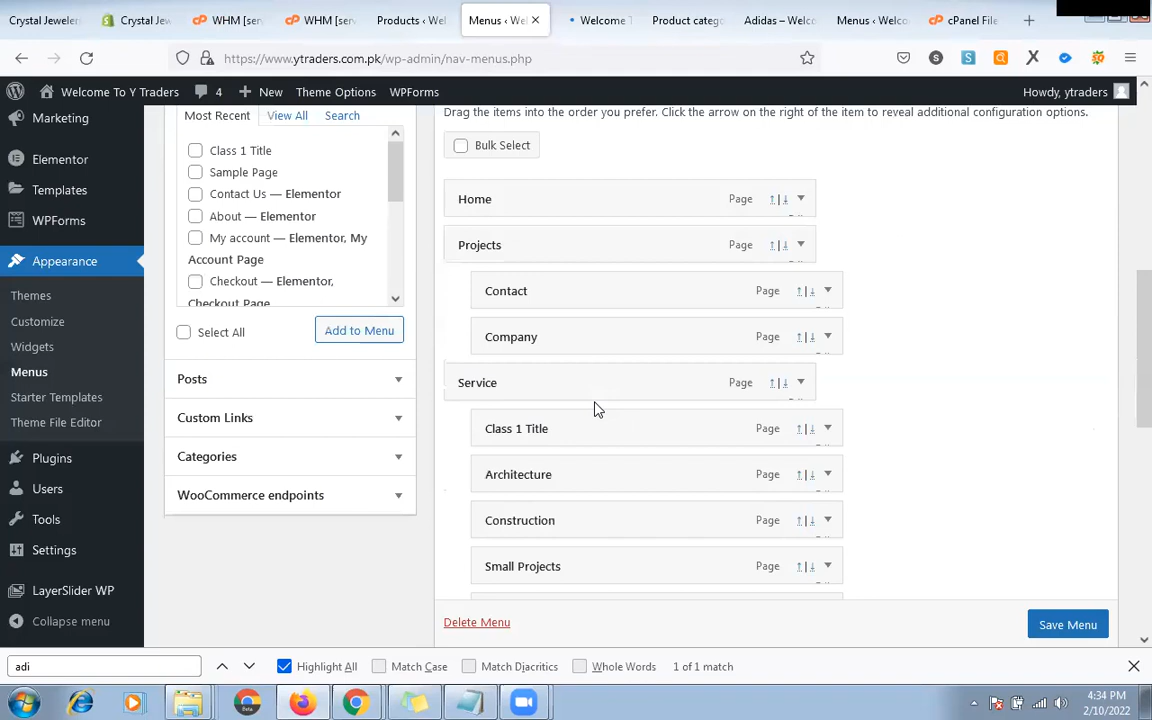 Crystal Jewelers
Crystal Jew
WHM [serv
WHM [serv
Products ‹ Wel
Menus ‹ Wel
Welcome T
Product catego
Adidas – Welco
Menus ‹ Welco
cPanel File
https://www.ytraders.com.pk/wp-admin/nav-menus.php
Welcome To Y Traders
4
New
Theme Options
WPForms
Howdy, ytraders
Marketing
Elementor
Templates
WPForms
Appearance
Themes
Customize
Widgets
Menus
Starter Templates
Theme File Editor
Plugins
Users
Tools
Settings
LayerSlider WP
Collapse menu
Most Recent
View All
Search
Class 1 Title
Sample Page
Contact Us — Elementor
About — Elementor
My account — Elementor, My
Account Page
Checkout — Elementor,
Checkout Page
Select All
Add to Menu
Posts
Custom Links
Categories
WooCommerce endpoints
Drag the items into the order you prefer. Click the arrow on the right of the item to reveal additional configuration options.
Bulk Select
Home Page
Projects Page
Contact Page
Company Page
Service Page
Class 1 Title Page
Architecture Page
Construction Page
Small Projects Page
Delete Menu
Save Menu
adi
Highlight All
Match Case
Match Diacritics
Whole Words
1 of 1 match
4:34 PM
2/10/2022